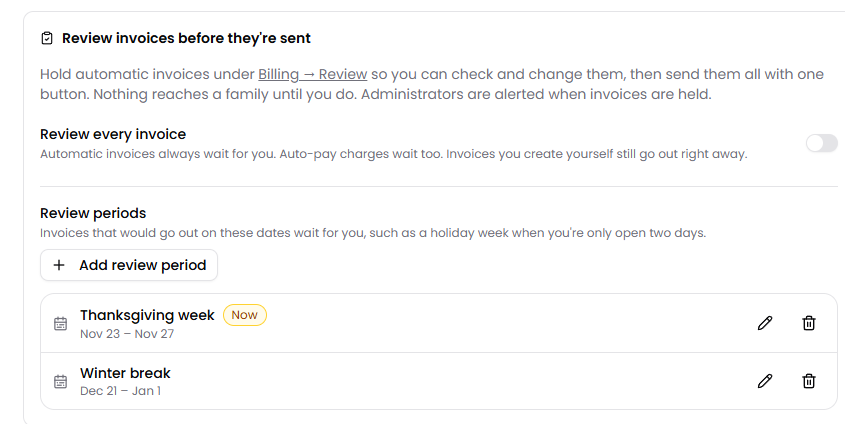 Review invoices before they're sent
Hold automatic invoices under Billing → Review so you can check and change them, then send them all with one
button. Nothing reaches a family until you do. Administrators are alerted when invoices are held.
Review every invoice
Automatic invoices always wait for you. Auto-pay charges wait too. Invoices you create yourself still go out right away.
Review periods
Invoices that would go out on these dates wait for you, such as a holiday week when you're only open two days.
+ Add review period
Thanksgiving week Now
Nov 23 – Nov 27
Winter break
Dec 21 – Jan 1